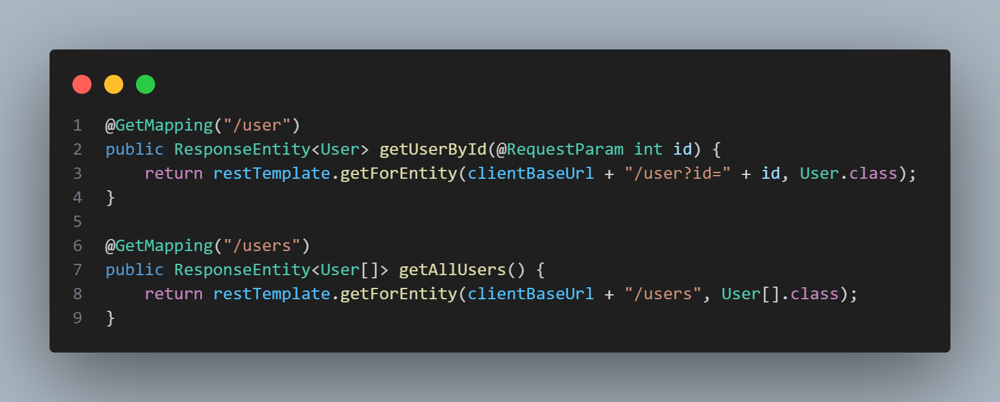 1 @GetMapping("/user")
2 public ResponseEntity<User> getUserById(@RequestParam int id) {
3     return restTemplate.getForEntity(clientBaseUrl + "/user?id=" + id, User.class);
4 }
5
6 @GetMapping("/users")
7 public ResponseEntity<User[]> getAllUsers() {
8     return restTemplate.getForEntity(clientBaseUrl + "/users", User[].class);
9 }